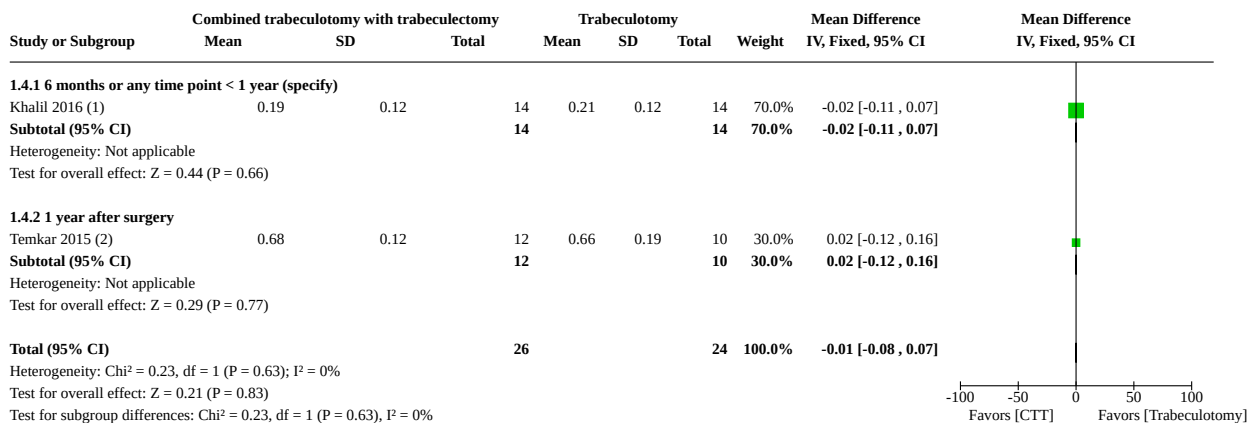 Combined trabeculotomy with trabeculectomy Trabeculotomy Mean Difference Mean Difference
Study or Subgroup Mean SD Total Mean SD Total Weight IV, Fixed, 95% CI IV, Fixed, 95% CI
1.4.1 6 months or any time point < 1 year (specify)
Khalil 2016 (1) 0.19 0.12 14 0.21 0.12 14 70.0% -0.02 [-0.11 , 0.07]
Subtotal (95% CI) 14 14 70.0% -0.02 [-0.11 , 0.07]
Heterogeneity: Not applicable
Test for overall effect: Z = 0.44 (P = 0.66)
1.4.2 1 year after surgery
Temkar 2015 (2) 0.68 0.12 12 0.66 0.19 10 30.0% 0.02 [-0.12 , 0.16]
Subtotal (95% CI) 12 10 30.0% 0.02 [-0.12 , 0.16]
Heterogeneity: Not applicable
Test for overall effect: Z = 0.29 (P = 0.77)
Total (95% CI) 26 24 100.0% -0.01 [-0.08 , 0.07]
Heterogeneity: Chi² = 0.23, df = 1 (P = 0.63); I² = 0%
Test for overall effect: Z = 0.21 (P = 0.83)
-100 -50 0 50 100
Test for subgroup differences: Chi² = 0.23, df = 1 (P = 0.63), I² = 0% Favors [CTT] Favors [Trabeculotomy]